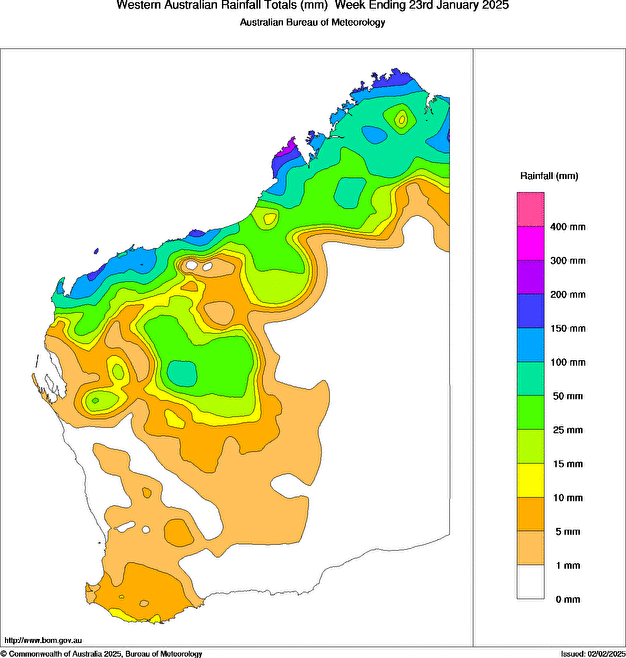 Western Australian Rainfall Totals (mm) Week Ending 23rd January 2025
Australian Bureau of Meteorology
Rainfall (mm)
400 mm
300 mm
200 mm
150 mm
100 mm
50 mm
25 mm
15 mm
10 mm
5 mm
1 mm
0 mm
http://www.bom.gov.au
© Commonwealth of Australia 2025, Bureau of Meteorology
Issued: 02/02/2025